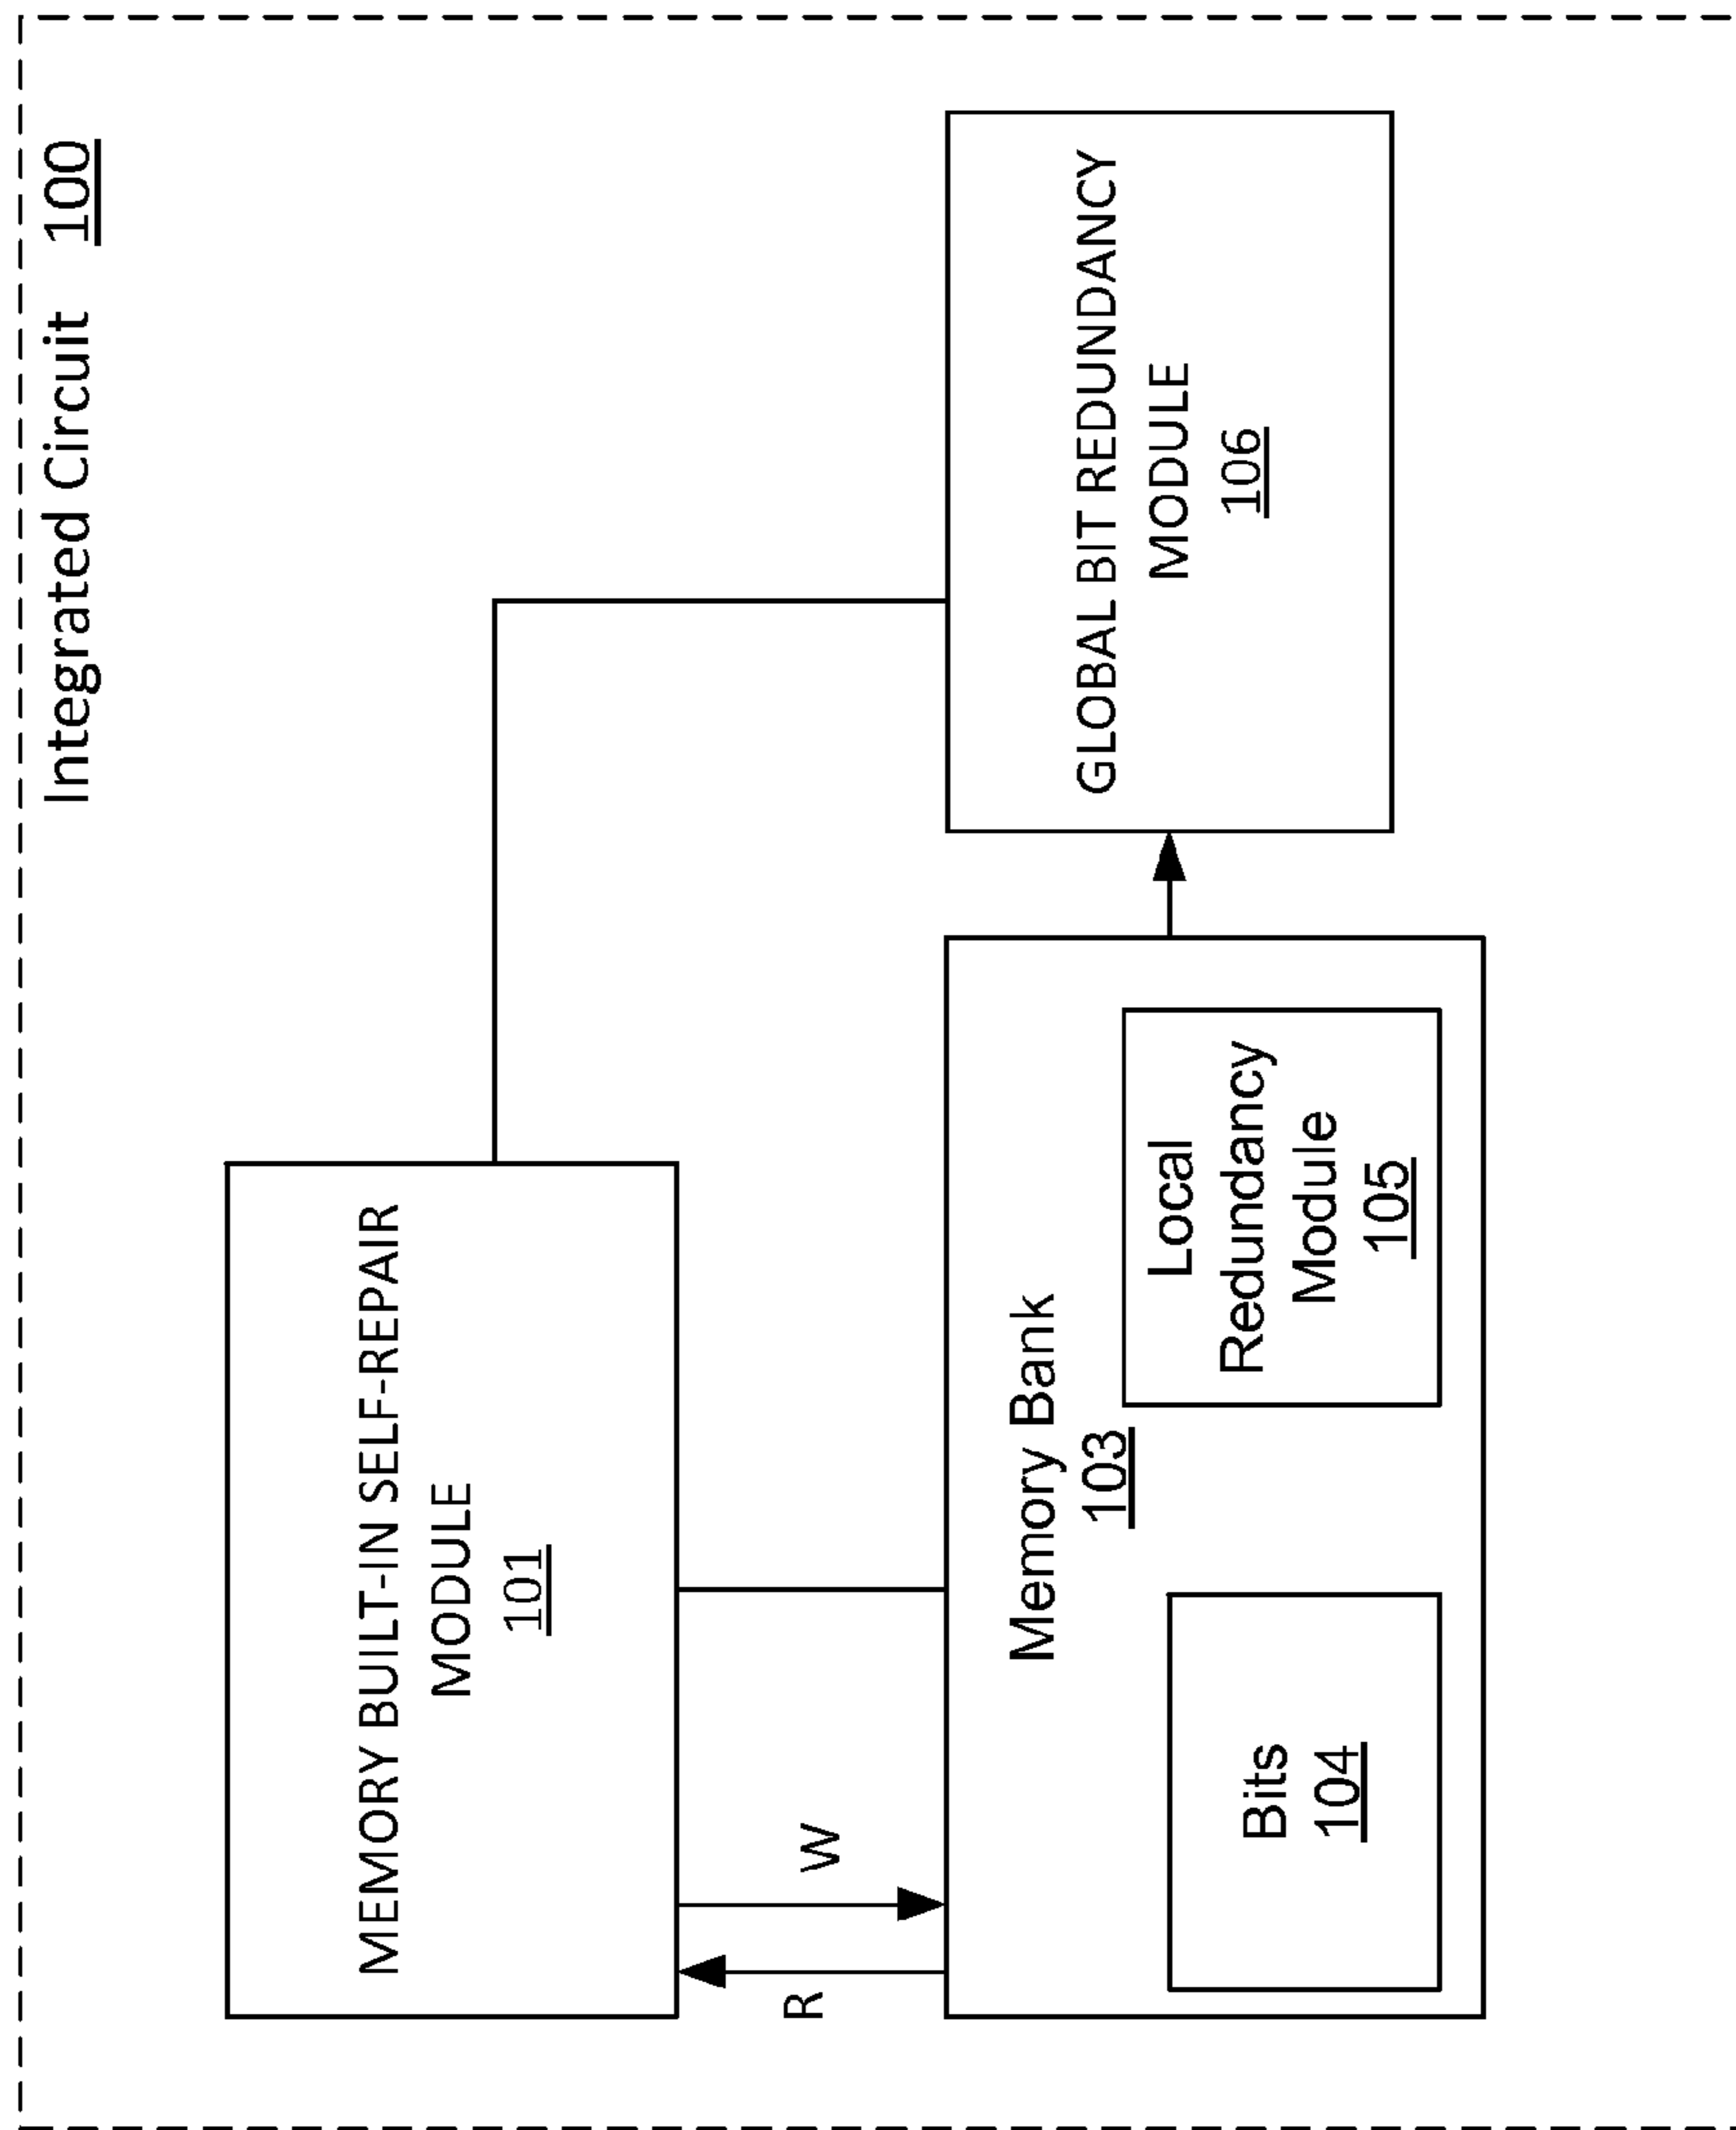 Integrated Circuit 100
MEMORY BUILT-IN SELF-REPAIR
MODULE
101
R
W
Memory Bank
103
Bits
104
Local
Redundancy
Module
105
GLOBAL BIT REDUNDANCY
MODULE
106